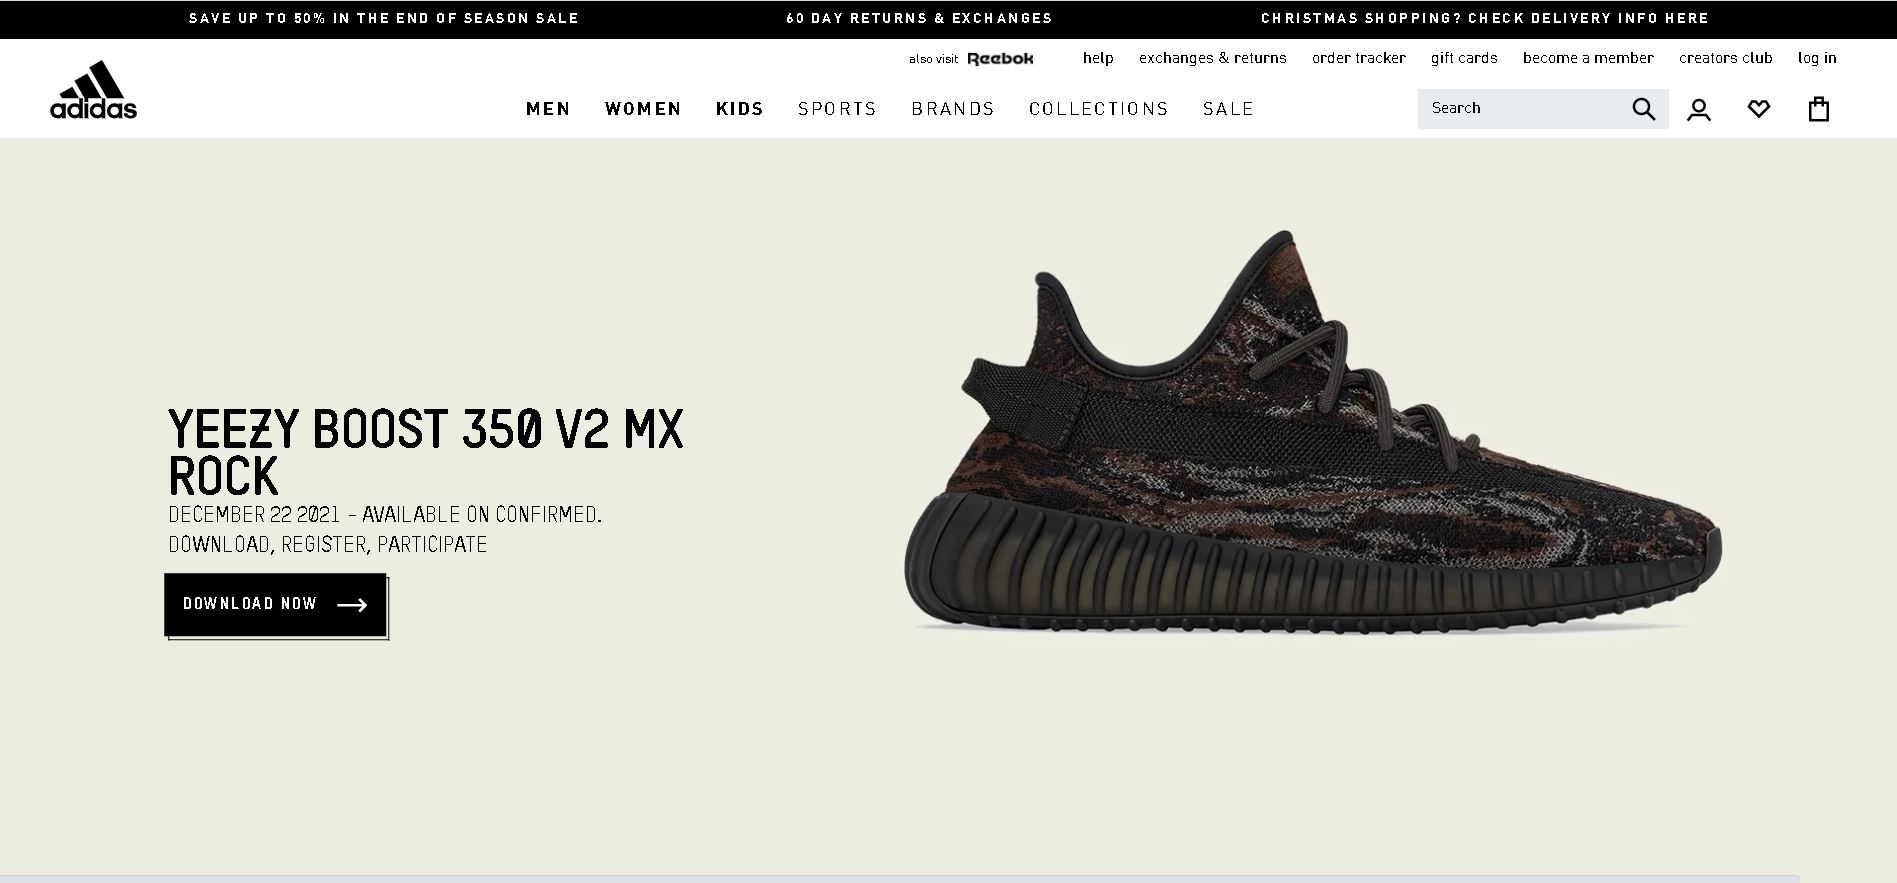 SAVE UP TO 50% IN THE END OF SEASON SALE
60 DAY RETURNS & EXCHANGES
CHRISTMAS SHOPPING? CHECK DELIVERY INFO HERE
also visit Reebok
help
exchanges & returns
order tracker
gift cards
become a member
creators club
log in
adidas
MEN
WOMEN
KIDS
SPORTS
BRANDS
COLLECTIONS
SALE
Search
YEEZY BOOST 350 V2 MX
ROCK
DECEMBER 22 2021 - AVAILABLE ON CONFIRMED.
DOWNLOAD, REGISTER, PARTICIPATE
DOWNLOAD NOW